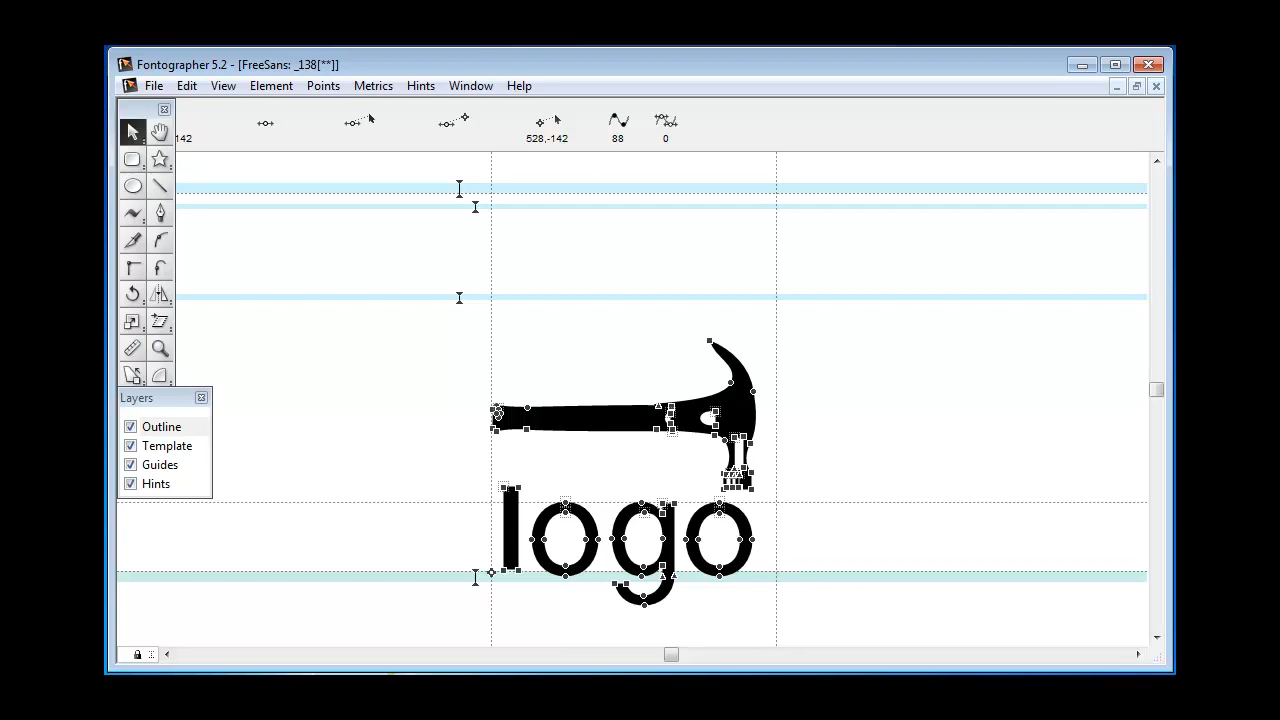 Fontographer 5.2 - [FreeSans: _138[**]]
File Edit View Element Points Metrics Hints Window Help
142 528,-142 88 0
Layers
Outline
Template
Guides
Hints
logo